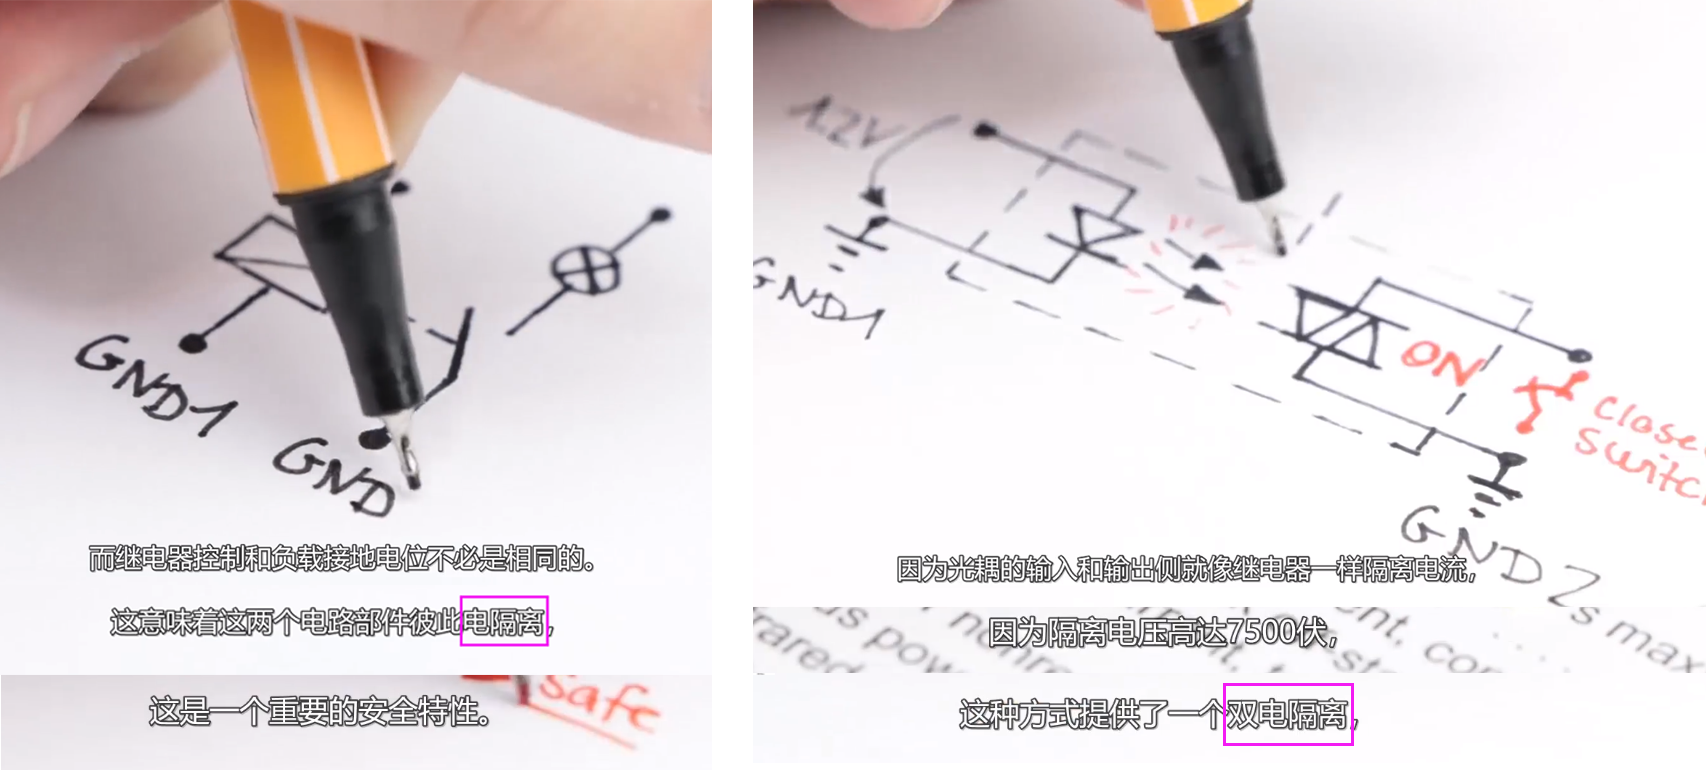 GND1
GND
而继电器控制和负载接地电位不必是相同的。
这意味着这两个电路部件彼此电隔离,
safe
这是一个重要的安全特性。
1.2V
GND1
ON
Close
switc
GND2
因为光耦的输入和输出侧就像继电器一样隔离电流,
因为隔离电压高达7500伏,
这种方式提供了一个双电隔离,